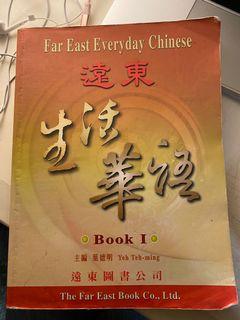 Far East Everyday Chinese
遠東
生活
華語
Book I
主編 葉德明 Yeh Teh-ming
遠東圖書公司
The Far East Book Co., Ltd.